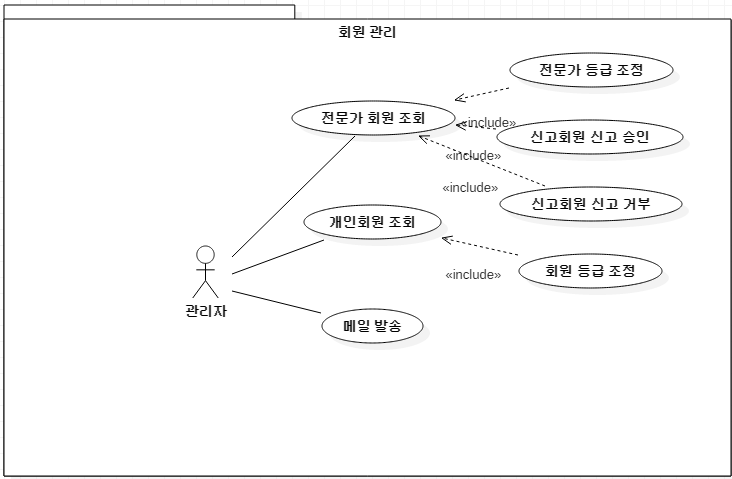 회원 관리
전문가 등급 조정
전문가 회원 조회
«include»
신고회원 신고 승인
«include»
«include»
신고회원 신고 거부
개인회원 조회
«include»
회원 등급 조정
관리자
메일 발송